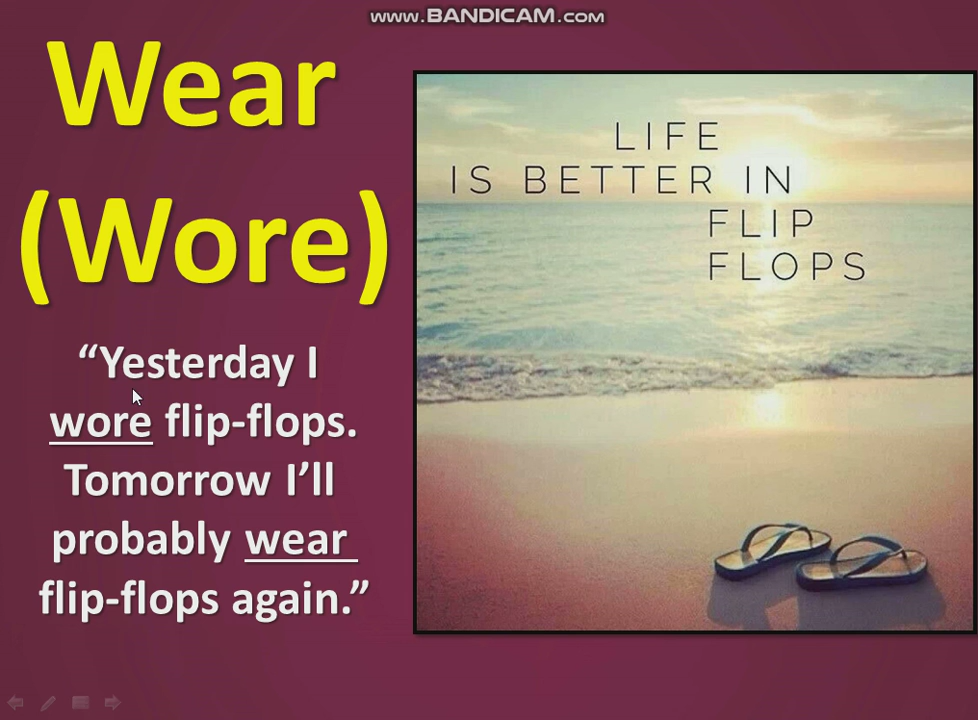 www.BANDICAM.com
Wear
(Wore)
“Yesterday I
wore flip-flops.
Tomorrow I’ll
probably wear
flip-flops again.”
LIFE
IS BETTER IN
FLIP
FLOPS